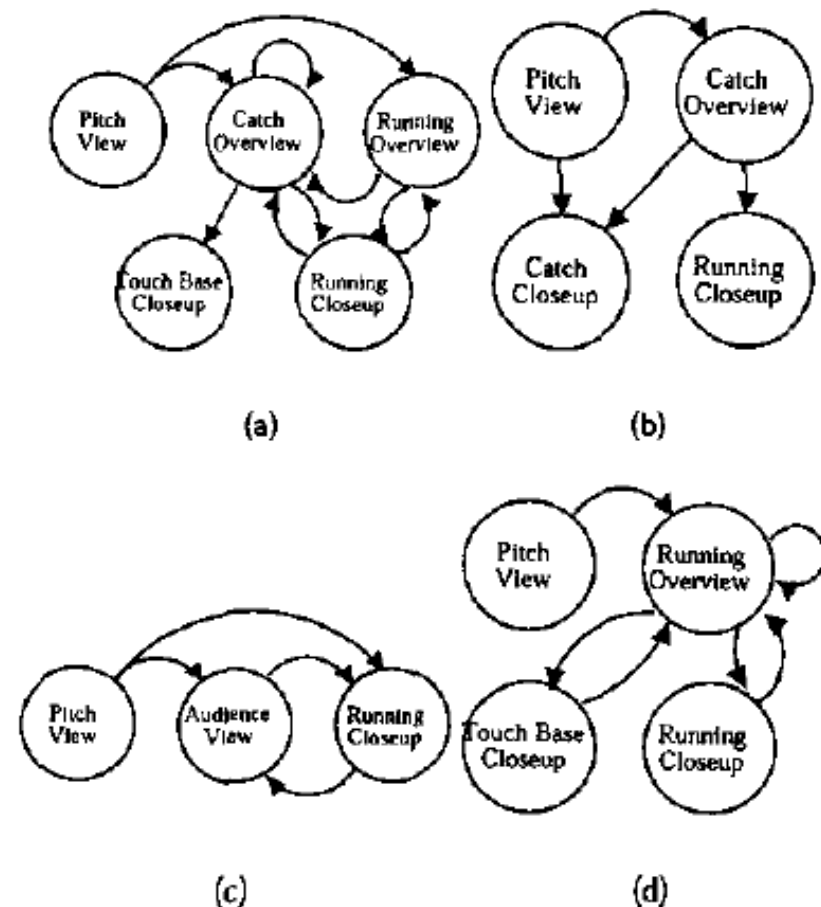 Pitch
View
Catch
Overview
Running
Overview
Touch Base
Closeup
Running
Closeup
(a)
Pitch
View
Catch
Overview
Catch
Closeup
Running
Closeup
(b)
Pitch
View
Audience
View
Running
Closeup
(c)
Pitch
View
Running
Overview
Touch Base
Closeup
Running
Closeup
(d)